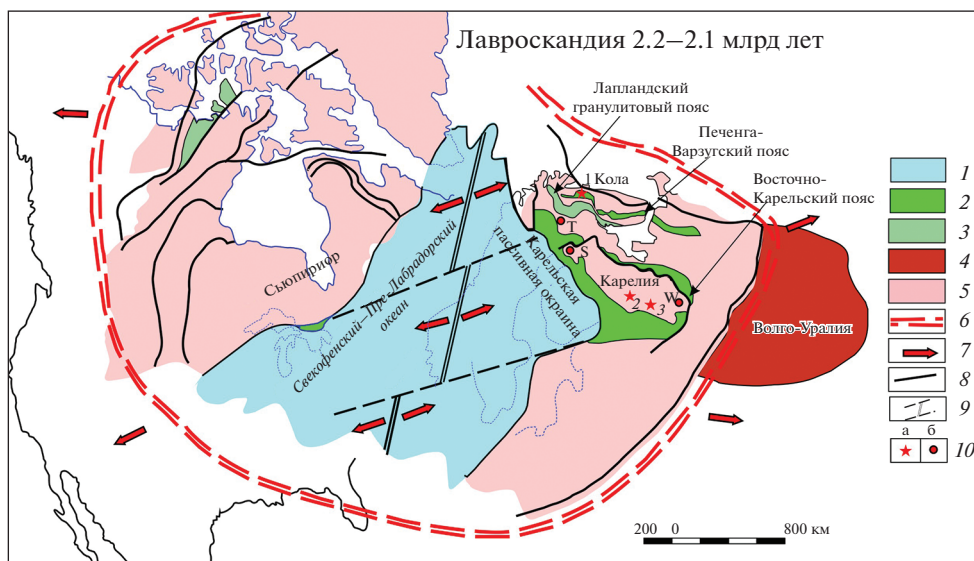 Лавроскандия 2.2–2.1 млрд лет
Лапландский
гранулитовый пояс
Печенга-
Варзугский пояс
Восточно-
Карельский пояс
1 Кола
T
S
Карелия
2
3
W
Сьюпириор
Свекофенский–Пре-Лабрадорский
океан
Карельская
пассивная окраина
Волго-Уралия
1
2
3
4
5
6
7
8
9
а б
10
200 0 800 км